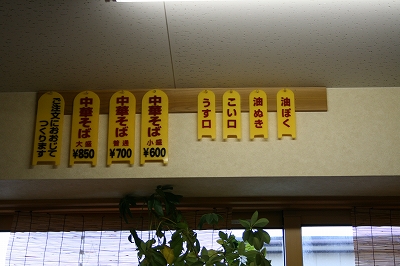 ご注文におおじて
つくります
中華そば
大盛
¥850
中華そば
普通
¥700
中華そば
小盛
¥600
うす口
こい口
油ぬき
油ぽく